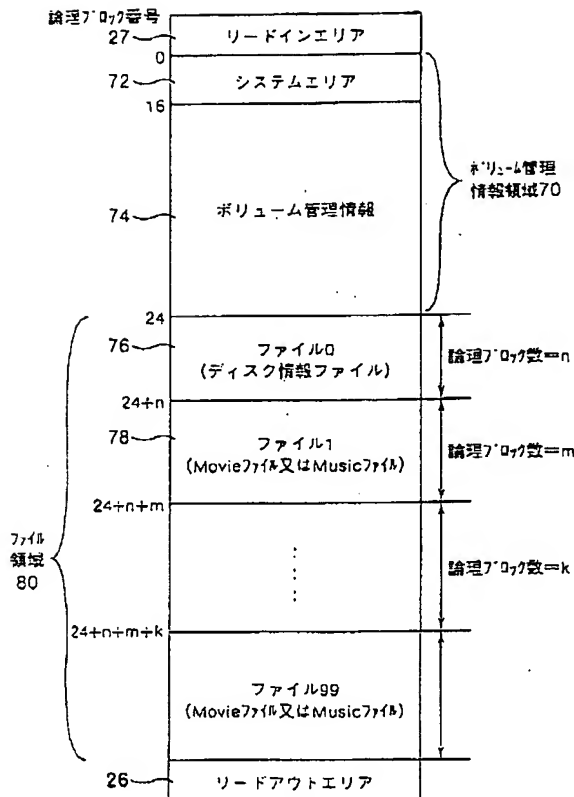 論理ブロック番号
27
リードインエリア
0
72
システムエリア
16
ボリューム管理
情報領域70
74
ボリューム管理情報
24
76
ファイル0
(ディスク情報ファイル)
論理ブロック数=n
24+n
78
ファイル1
(Movieファイル又はMusicファイル)
論理ブロック数=m
24+n+m
ファイル
領域
80
論理ブロック数=k
24+n+m+k
ファイル99
(Movieファイル又はMusicファイル)
26
リードアウトエリア